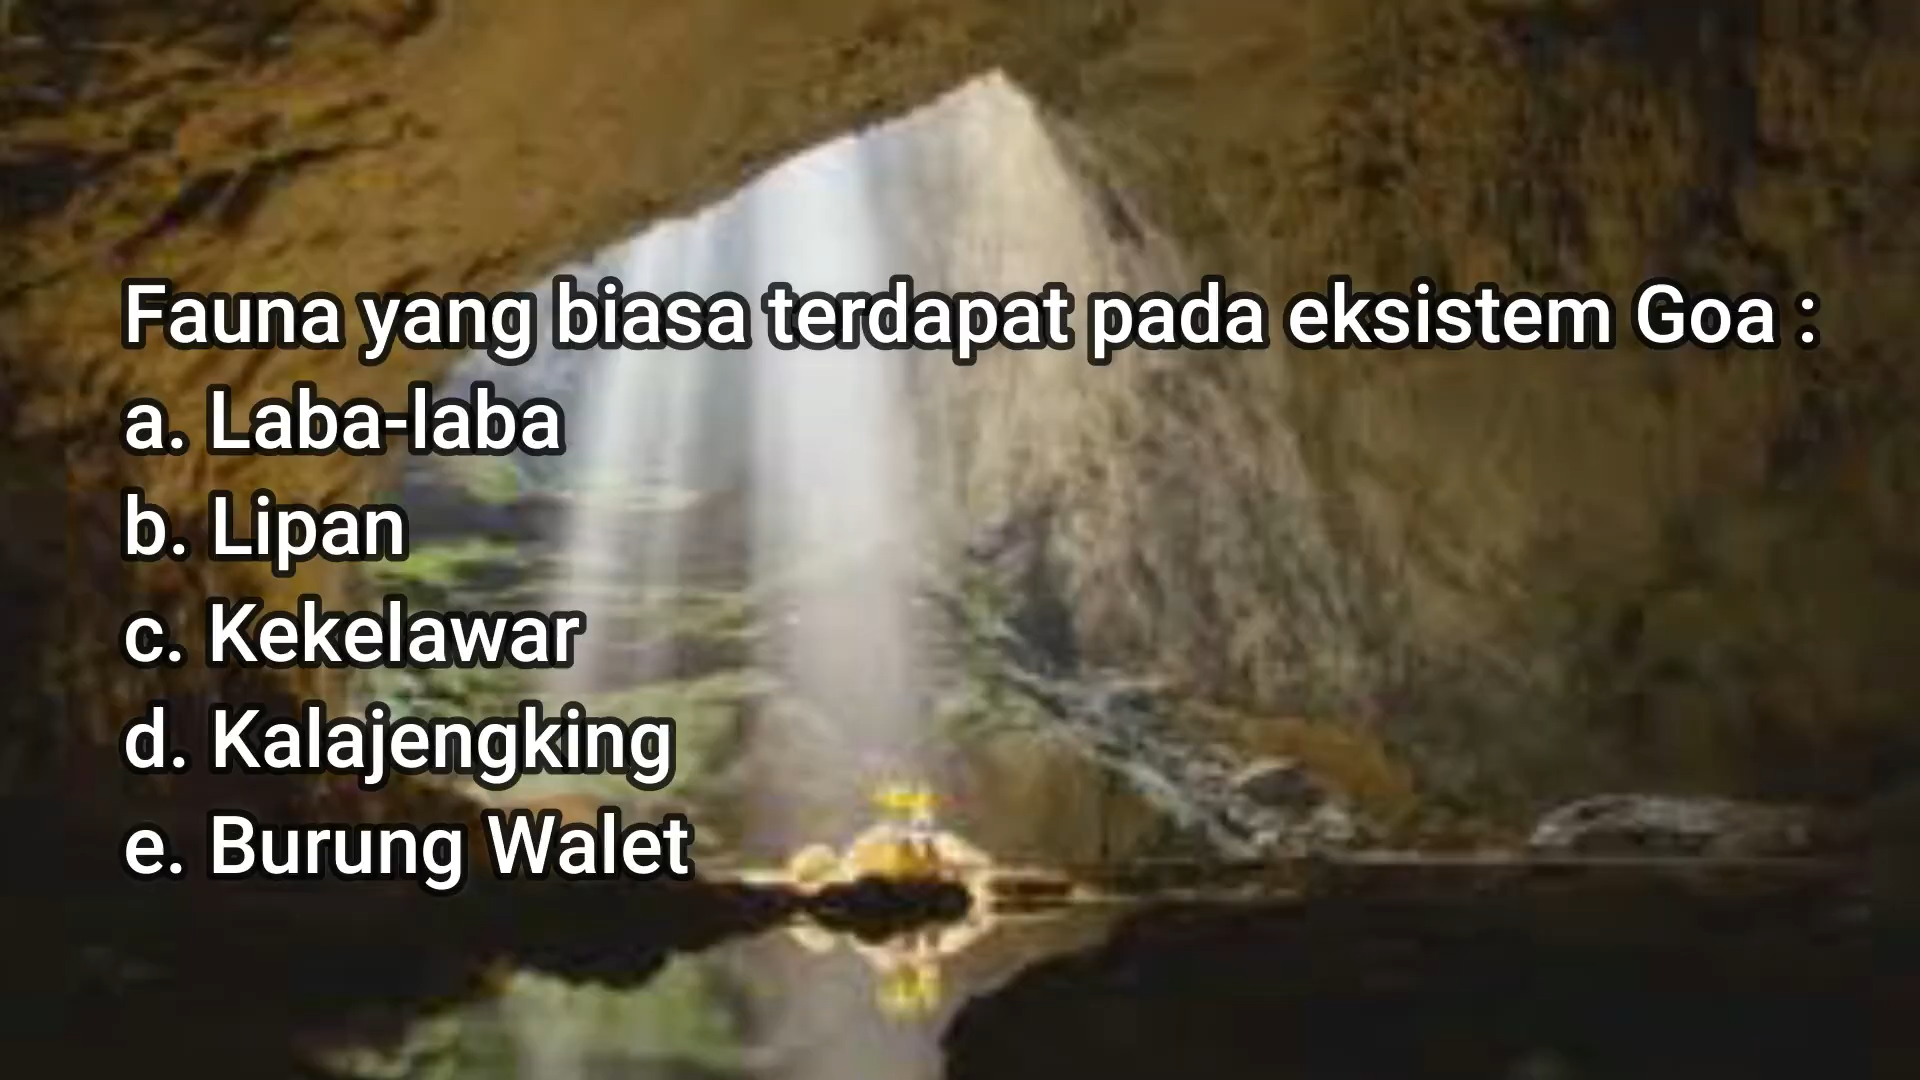 Fauna yang biasa terdapat pada eksistem Goa :
a. Laba-laba
b. Lipan
c. Kekelawar
d. Kalajengking
e. Burung Walet